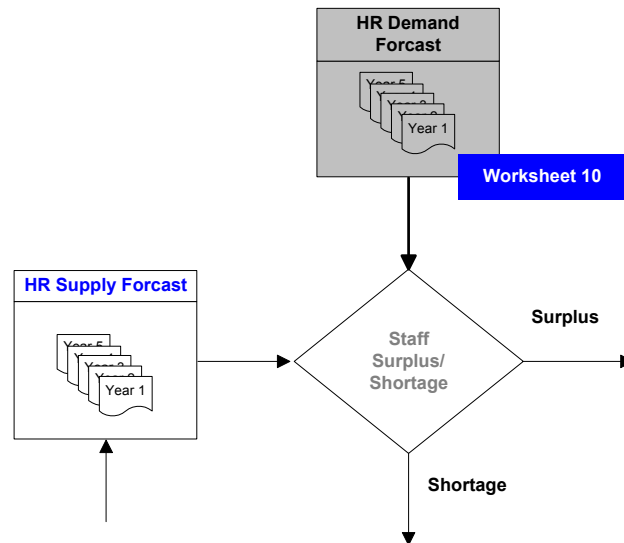 HR Demand
Forcast
Year 5
Year 1
Worksheet 10
HR Supply Forcast
Year 5
Year 1
Staff
Surplus/
Shortage
Surplus
Shortage